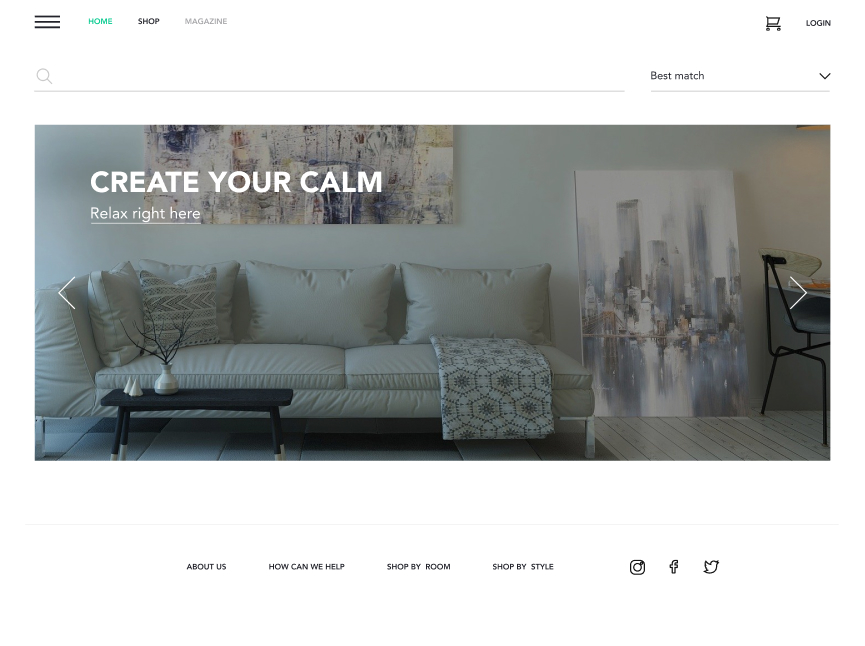 HOME SHOP MAGAZINE LOGIN
Best match
CREATE YOUR CALM
Relax right here
ABOUT US HOW CAN WE HELP SHOP BY ROOM SHOP BY STYLE